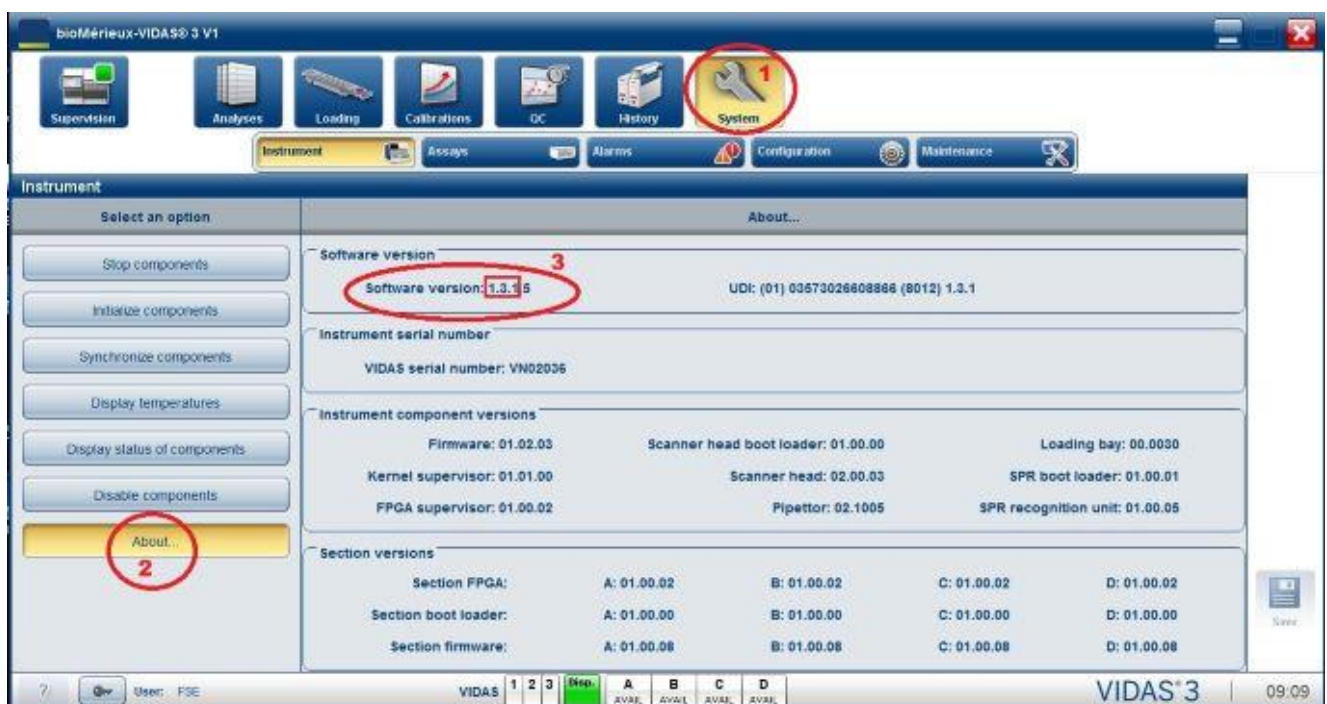 bioMérieux-VIDAS® 3 V1
Supervision Analyses Loading Calibrations QC History System 1
Instrument Assays Alarms Configuration Maintenance
Instrument
Select an option About...
Stop components
Initialize components
Synchronize components
Display temperatures
Display status of components
Disable components
About...
2
Software version 3
Software version: 1.3.1.5 UDI: (01) 03573026608866 (8012) 1.3.1
Instrument serial number
VIDAS serial number: VN02036
Instrument component versions
Firmware: 01.02.03 Scanner head boot loader: 01.00.00 Loading bay: 00.0030
Kernel supervisor: 01.01.00 Scanner head: 02.00.03 SPR boot loader: 01.00.01
FPGA supervisor: 01.00.02 Pipettor: 02.1005 SPR recognition unit: 01.00.05
Section versions
Section FPGA: A: 01.00.02 B: 01.00.02 C: 01.00.02 D: 01.00.02
Section boot loader: A: 01.00.00 B: 01.00.00 C: 01.00.00 D: 01.00.00
Section firmware: A: 01.00.08 B: 01.00.08 C: 01.00.08 D: 01.00.08
Save
? User: FSE VIDAS 1 2 3 Disp. A B C D VIDAS®3 09:09
AVAIL AVAIL AVAIL AVAIL